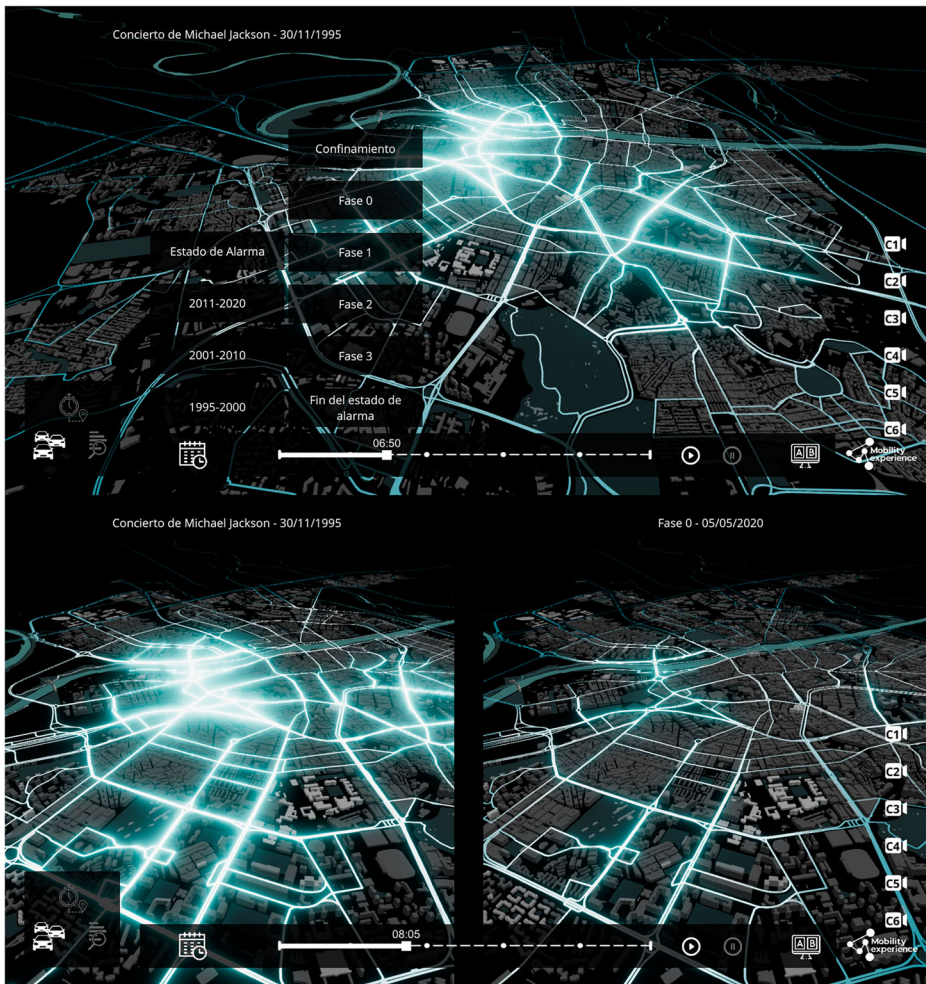 Concierto de Michael Jackson - 30/11/1995
Confinamiento
Fase 0
Estado de Alarma
Fase 1
C1
2011-2020
Fase 2
C2
C3
2001-2010
Fase 3
C4
1995-2000
Fin del estado de
alarma
C5
C6
06:50
A B
Mobility
experience
Concierto de Michael Jackson - 30/11/1995
Fase 0 - 05/05/2020
C1
C2
C3
C4
C5
C6
08:05
A B
Mobility
experience